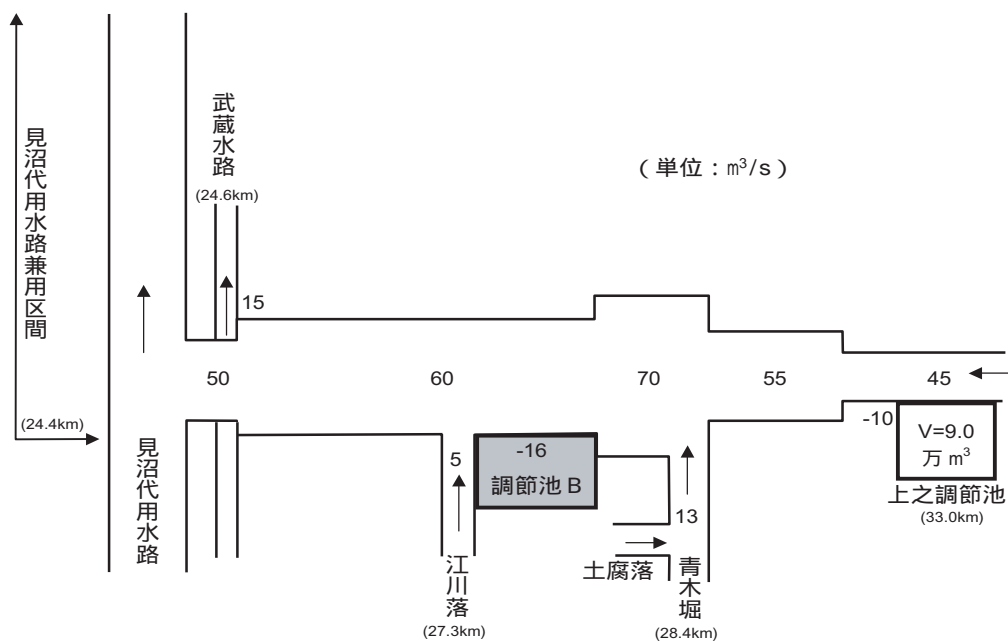 見沼代用水路兼用区間
武蔵水路
(24.6km)
(単位：m³/s)
15
50
60
70
55
45
(24.4km)
見沼代用水路
5
-16
調節池 B
-10
V=9.0
万 m³
上之調節池
(33.0km)
13
土腐落
江川落
(27.3km)
青木堀
(28.4km)